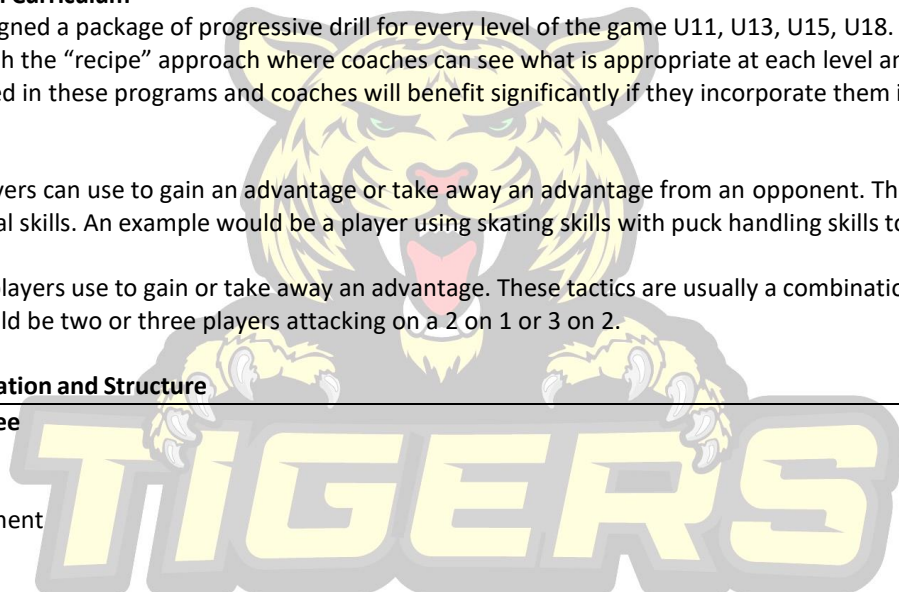 Curriculum
gned a package of progressive drill for every level of the game U11, U13, U15, U18.
h the “recipe” approach where coaches can see what is appropriate at each level an
ed in these programs and coaches will benefit significantly if they incorporate them i
yers can use to gain an advantage or take away an advantage from an opponent. Th
al skills. An example would be a player using skating skills with puck handling skills to
players use to gain or take away an advantage. These tactics are usually a combinatio
ld be two or three players attacking on a 2 on 1 or 3 on 2.
ation and Structure
ee
nent
TIGERS